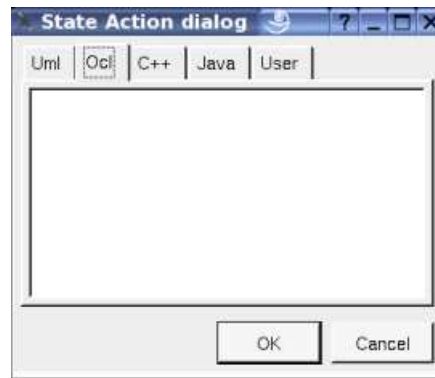 State Action dialog ?
Uml Ocl C++ Java User
OK Cancel